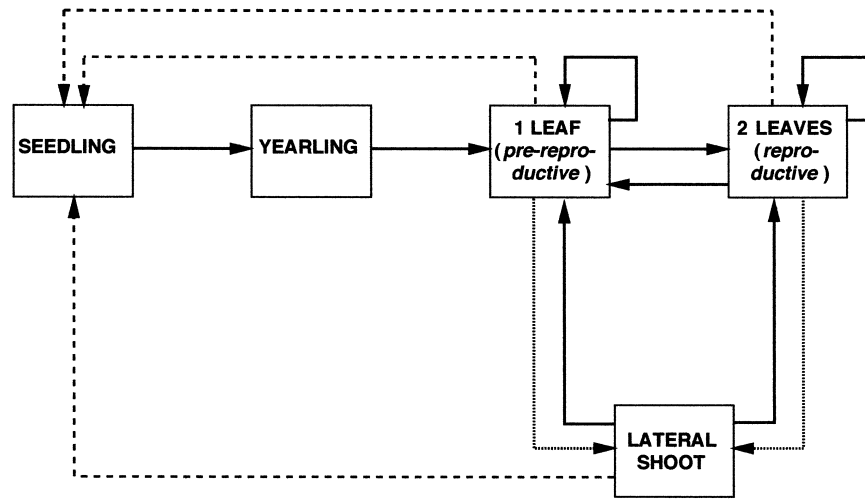 SEEDLING
YEARLING
1 LEAF
(pre-repro-
ductive)
2 LEAVES
(repro-
ductive)
LATERAL
SHOOT